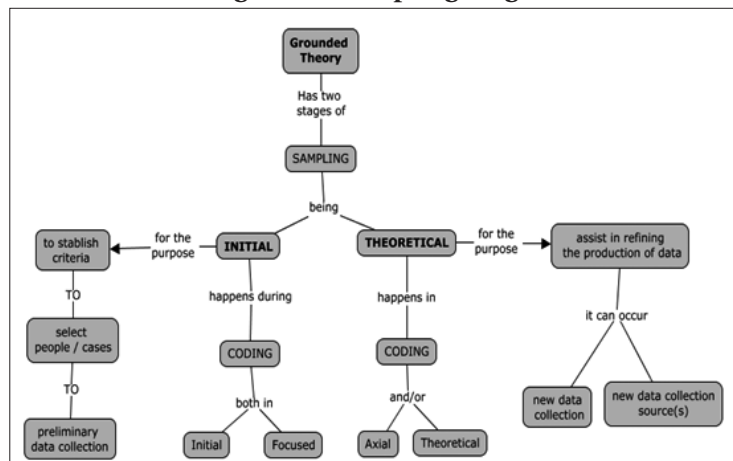 Grounded
Theory
Has two
stages of
SAMPLING
being
to stablish
criteria
for the
purpose
INITIAL
THEORETICAL
for the
purpose
assist in refining
the production of data
TO
happens during
happens in
it can occur
select
people / cases
CODING
CODING
TO
both in
and/or
new data
collection
new data collection
source(s)
preliminary
data collection
Initial
Focused
Axial
Theoretical